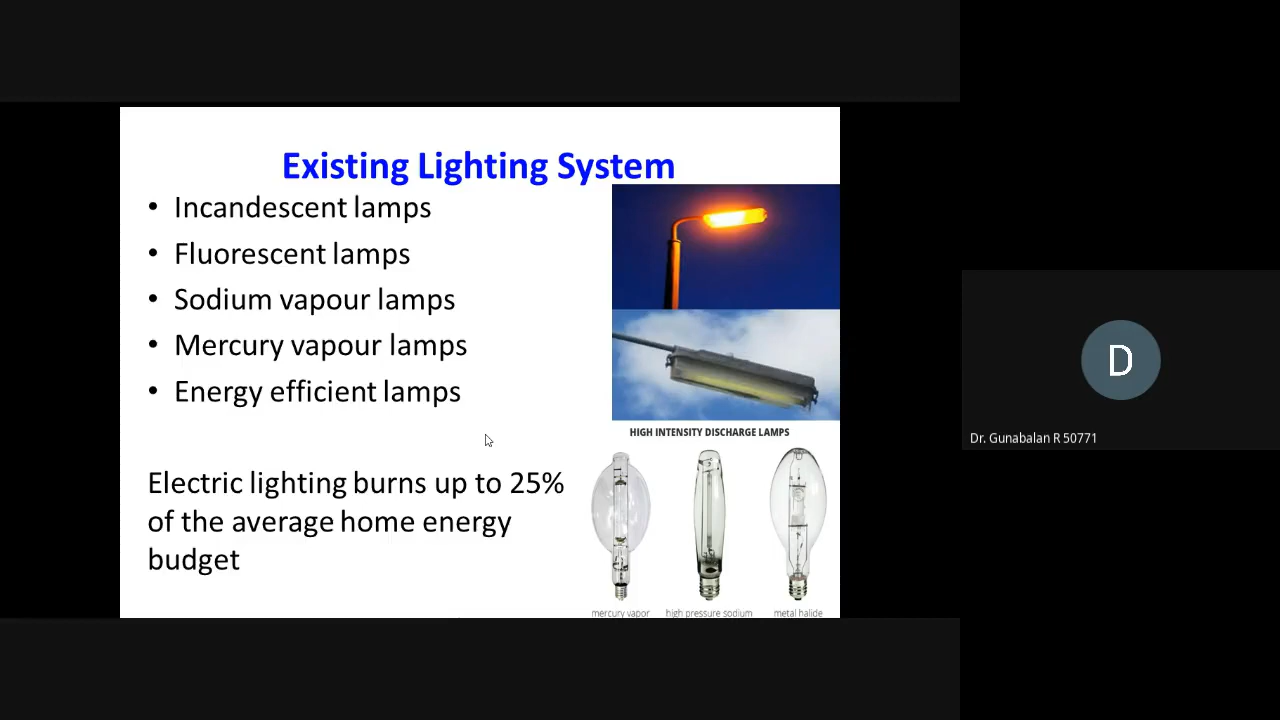 Existing Lighting System
• Incandescent lamps
• Fluorescent lamps
• Sodium vapour lamps
• Mercury vapour lamps
• Energy efficient lamps
Electric lighting burns up to 25%
of the average home energy
budget
HIGH INTENSITY DISCHARGE LAMPS
mercury vapor high pressure sodium metal halide
D
Dr. Gunabalan R 50771